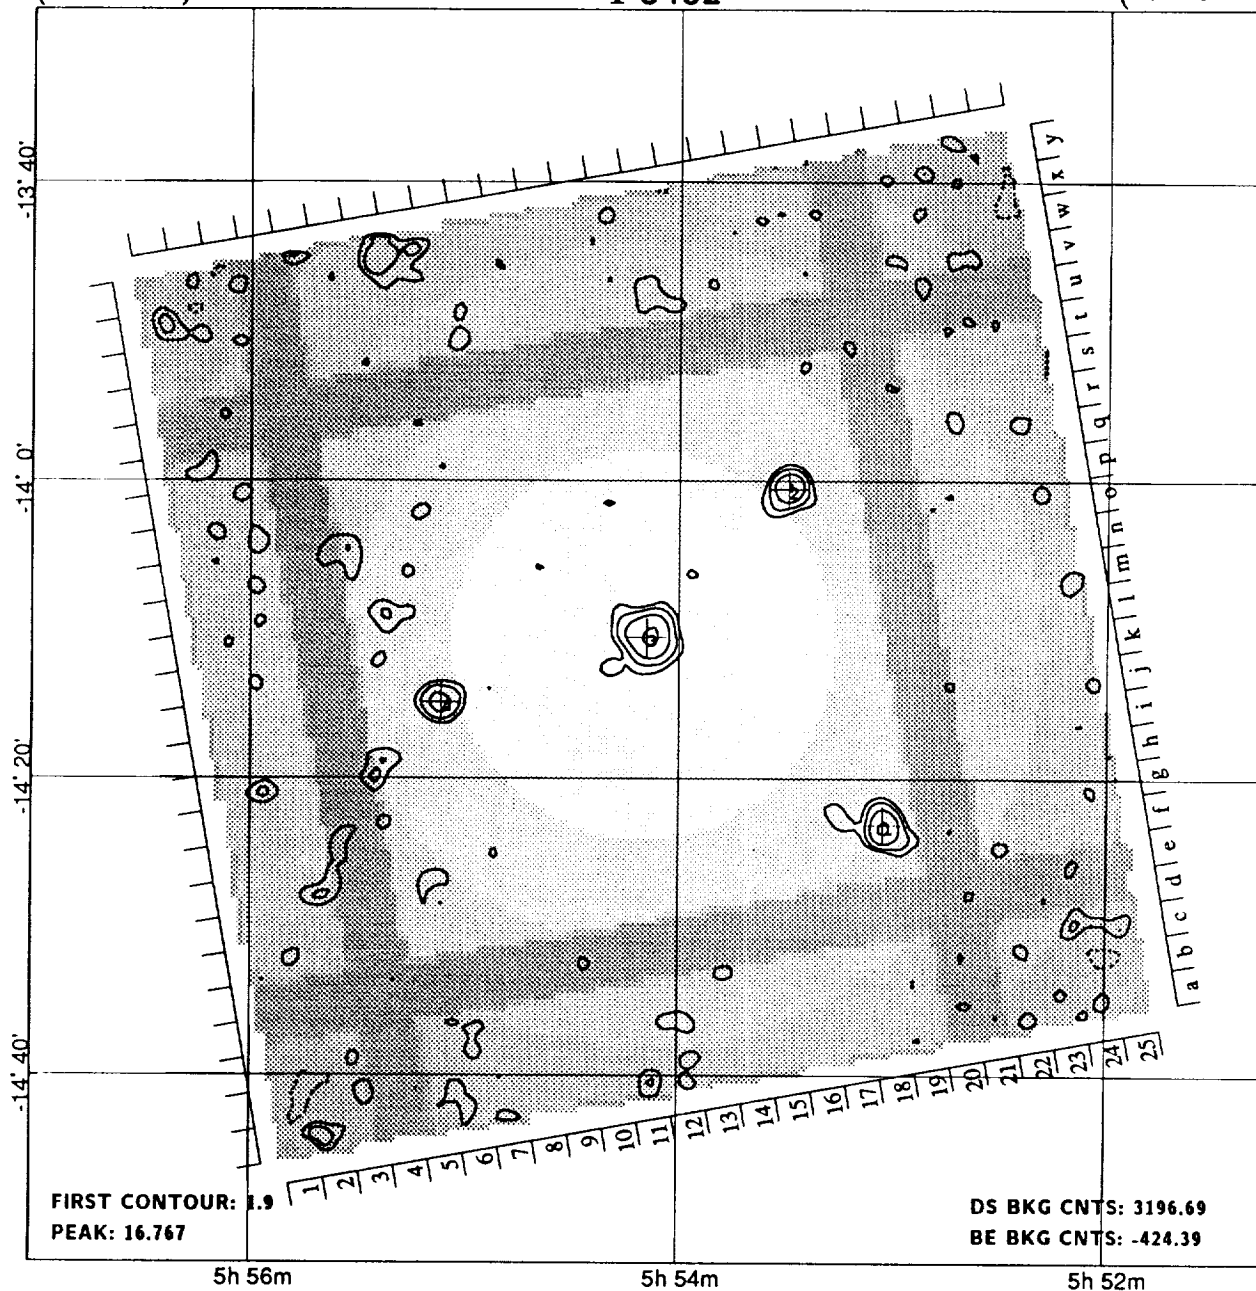 -13° 40'
-14° 0'
-14° 20'
-14° 40'
y
x
w
v
u
t
s
r
q
p
o
n
m
l
k
j
i
h
g
f
e
d
c
b
a
1 2 3 4 5 6 7 8 9 10 11 12 13 14 15 16 17 18 19 20 21 22 23 24 25
FIRST CONTOUR: 1.9
PEAK: 16.767
DS BKG CNTS: 3196.69
BE BKG CNTS: -424.39
5h 56m
5h 54m
5h 52m